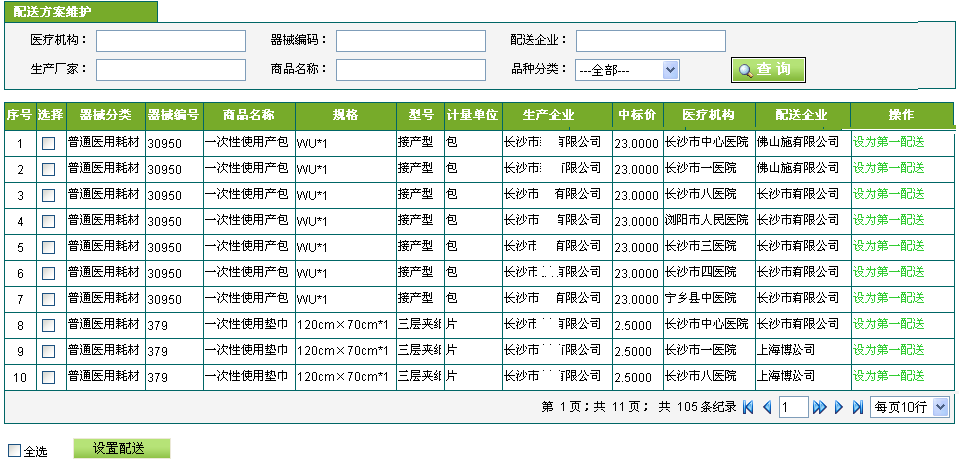 配送方案维护
医疗机构： 器械编码： 配送企业：
生产厂家： 商品名称： 品种分类： ---全部--- 查 询
序号 选择 器械分类 器械编号 商品名称 规格 型号 计量单位 生产企业 中标价 医疗机构 配送企业 操作
1 普通医用耗材 30950 一次性使用产包 WU*1 接产型 包 长沙市 有限公司 23.0000 长沙市中心医院 佛山施有限公司 设为第一配送
2 普通医用耗材 30950 一次性使用产包 WU*1 接产型 包 长沙市 有限公司 23.0000 长沙市一医院 佛山施有限公司 设为第一配送
3 普通医用耗材 30950 一次性使用产包 WU*1 接产型 包 长沙市 有限公司 23.0000 长沙市八医院 长沙市有限公司 设为第一配送
4 普通医用耗材 30950 一次性使用产包 WU*1 接产型 包 长沙市 有限公司 23.0000 浏阳市人民医院 长沙市有限公司 设为第一配送
5 普通医用耗材 30950 一次性使用产包 WU*1 接产型 包 长沙市 有限公司 23.0000 长沙市三医院 长沙市有限公司 设为第一配送
6 普通医用耗材 30950 一次性使用产包 WU*1 接产型 包 长沙市 有限公司 23.0000 长沙市四医院 长沙市有限公司 设为第一配送
7 普通医用耗材 30950 一次性使用产包 WU*1 接产型 包 长沙市 有限公司 23.0000 宁乡县中医院 长沙市有限公司 设为第一配送
8 普通医用耗材 379 一次性使用垫巾 120cm×70cm*1 三层夹 片 长沙市 有限公司 2.5000 长沙市中心医院 长沙市有限公司 设为第一配送
9 普通医用耗材 379 一次性使用垫巾 120cm×70cm*1 三层夹 片 长沙市 有限公司 2.5000 长沙市一医院 上海博公司 设为第一配送
10 普通医用耗材 379 一次性使用垫巾 120cm×70cm*1 三层夹 片 长沙市 有限公司 2.5000 长沙市八医院 上海博公司 设为第一配送
第 1 页；共 11 页； 共 105 条纪录 1 每页10行
全选 设置配送